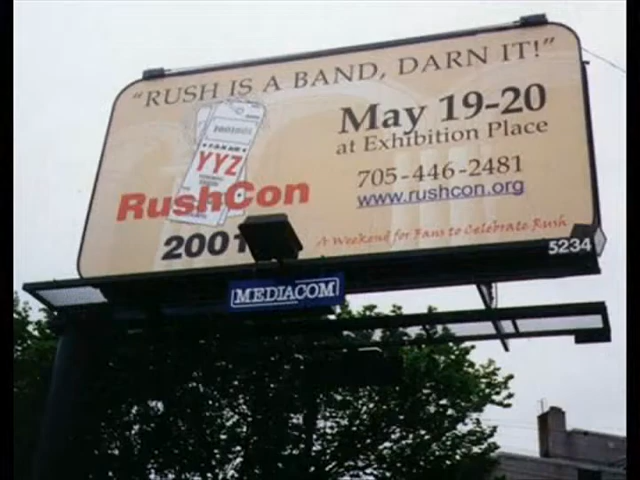 "RUSH IS A BAND, DARN IT!"
May 19-20
at Exhibition Place
YYZ
RushCon
2001
705-446-2481
www.rushcon.org
A Weekend for Fans to Celebrate Rush
5234
MEDIACOM